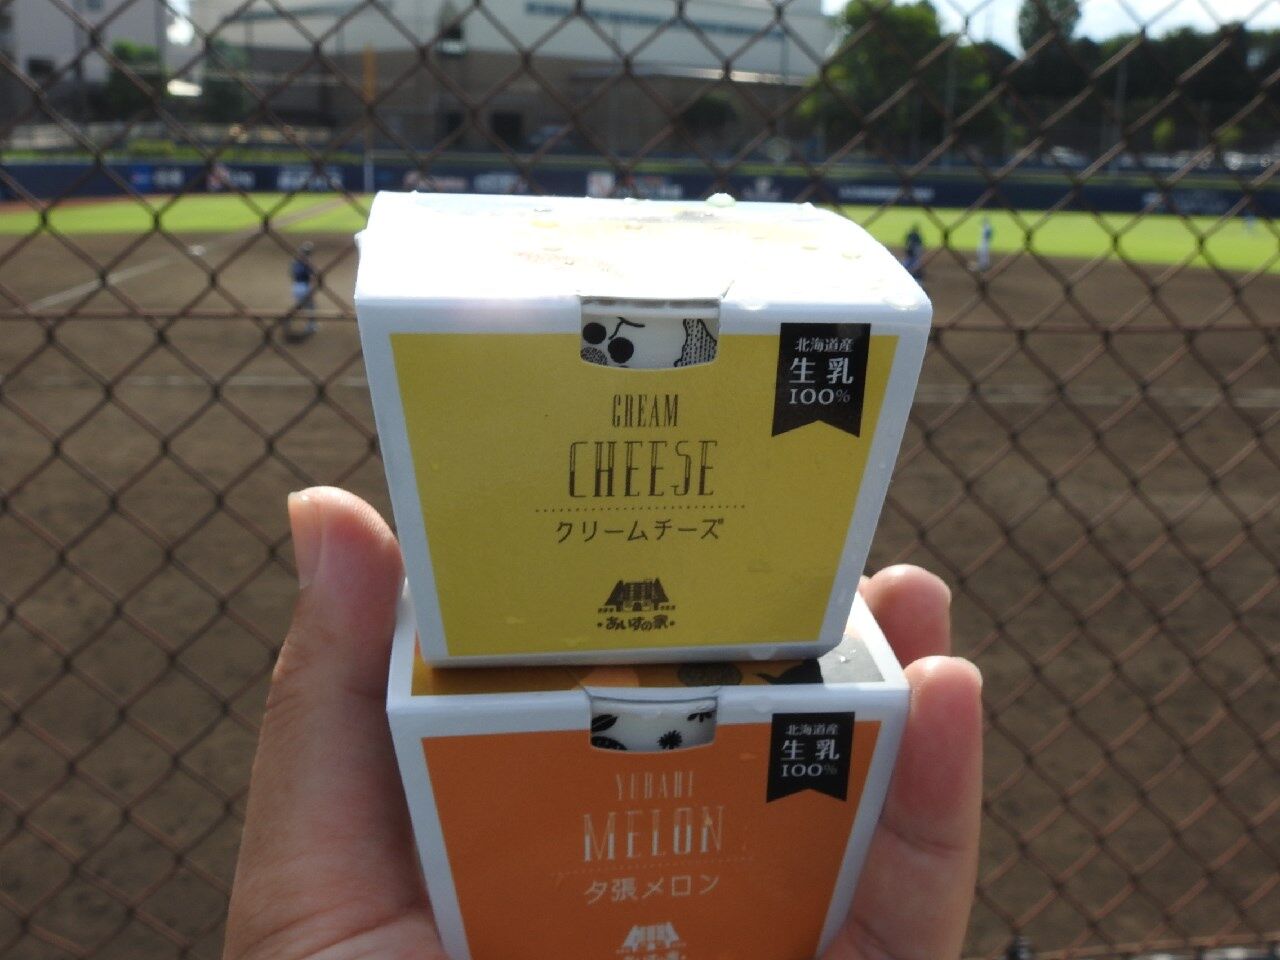 北海道産
生乳
100%
CREAM
CHEESE
クリームチーズ
あいすの家
北海道産
生乳
100%
YUBARI
MELON
夕張メロン